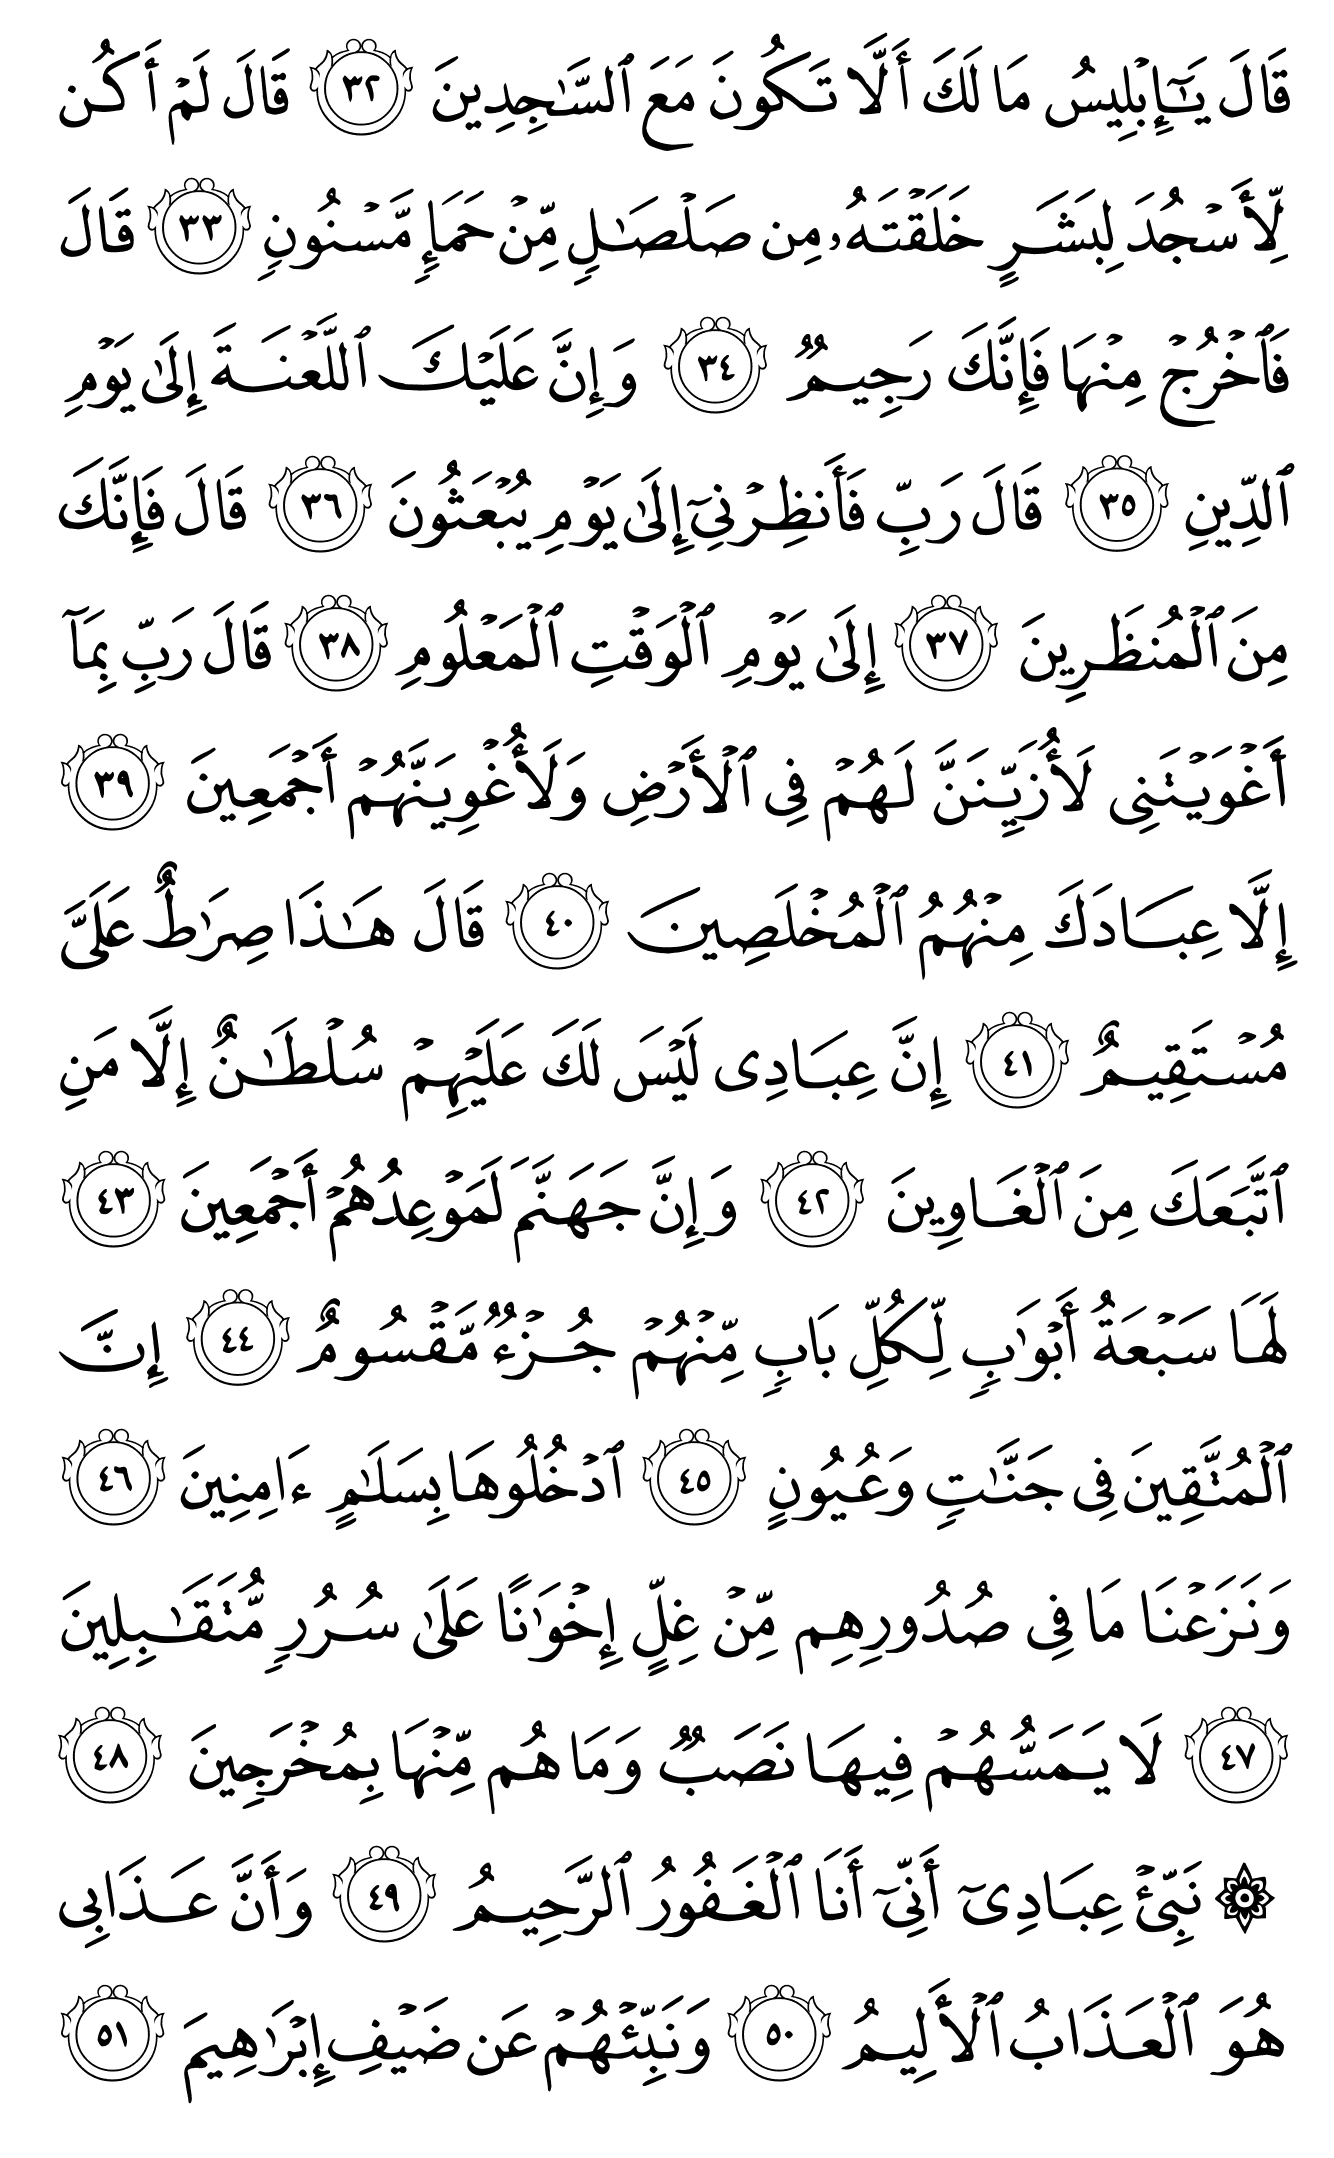 قَالَ يَـٰٓإِبْلِيسُ مَا لَكَ أَلَّا تَكُونَ مَعَ ٱلسَّـٰجِدِينَ ٣٢ قَالَ لَمْ أَكُن
لِّأَسْجُدَ لِبَشَرٍ خَلَقْتَهُۥ مِن صَلْصَـٰلٍ مِّنْ حَمَإٍ مَّسْنُونٍ ٣٣ قَالَ
فَٱخْرُجْ مِنْهَا فَإِنَّكَ رَجِيمٌ ٣٤ وَإِنَّ عَلَيْكَ ٱللَّعْنَةَ إِلَىٰ يَوْمِ
ٱلدِّينِ ٣٥ قَالَ رَبِّ فَأَنظِرْنِىٓ إِلَىٰ يَوْمِ يُبْعَثُونَ ٣٦ قَالَ فَإِنَّكَ
مِنَ ٱلْمُنظَرِينَ ٣٧ إِلَىٰ يَوْمِ ٱلْوَقْتِ ٱلْمَعْلُومِ ٣٨ قَالَ رَبِّ بِمَآ
أَغْوَيْتَنِى لَأُزَيِّنَنَّ لَهُمْ فِى ٱلْأَرْضِ وَلَأُغْوِيَنَّهُمْ أَجْمَعِينَ ٣٩
إِلَّا عِبَادَكَ مِنْهُمُ ٱلْمُخْلَصِينَ ٤٠ قَالَ هَـٰذَا صِرَٰطٌ عَلَىَّ
مُسْتَقِيمٌ ٤١ إِنَّ عِبَادِى لَيْسَ لَكَ عَلَيْهِمْ سُلْطَـٰنٌ إِلَّا مَنِ
ٱتَّبَعَكَ مِنَ ٱلْغَاوِينَ ٤٢ وَإِنَّ جَهَنَّمَ لَمَوْعِدُهُمْ أَجْمَعِينَ ٤٣
لَهَا سَبْعَةُ أَبْوَٰبٍ لِّكُلِّ بَابٍ مِّنْهُمْ جُزْءٌ مَّقْسُومٌ ٤٤ إِنَّ
ٱلْمُتَّقِينَ فِى جَنَّـٰتٍ وَعُيُونٍ ٤٥ ٱدْخُلُوهَا بِسَلَـٰمٍ ءَامِنِينَ ٤٦
وَنَزَعْنَا مَا فِى صُدُورِهِم مِّنْ غِلٍّ إِخْوَٰنًا عَلَىٰ سُرُرٍ مُّتَقَـٰبِلِينَ
٤٧ لَا يَمَسُّهُمْ فِيهَا نَصَبٌ وَمَا هُم مِّنْهَا بِمُخْرَجِينَ ٤٨
۞ نَبِّئْ عِبَادِىٓ أَنِّىٓ أَنَا ٱلْغَفُورُ ٱلرَّحِيمُ ٤٩ وَأَنَّ عَذَابِى
هُوَ ٱلْعَذَابُ ٱلْأَلِيمُ ٥٠ وَنَبِّئْهُمْ عَن ضَيْفِ إِبْرَٰهِيمَ ٥١